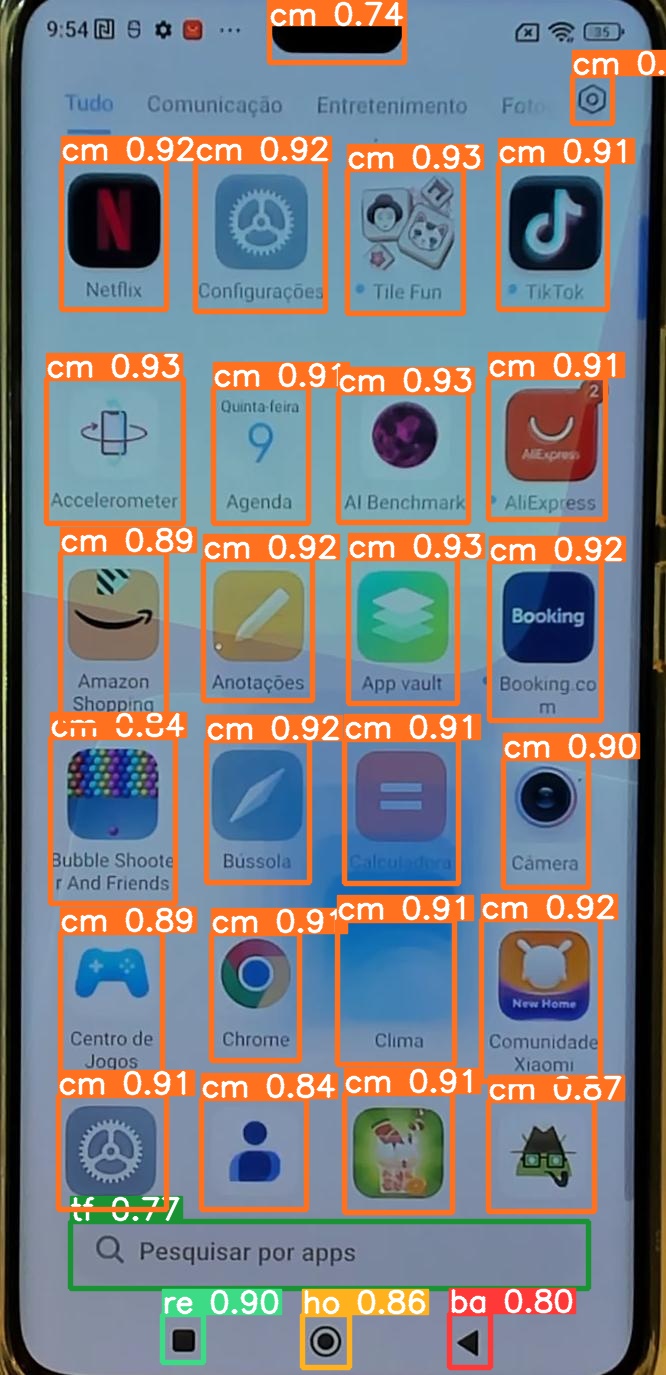 cm 0.74
9:54 ... 35
cm 0.
Tudo Comunicação Entretenimento Foto
cm 0.92 cm 0.92 cm 0.93 cm 0.91
N
Netflix Configurações Tile Fun TikTok
cm 0.93 cm 0.91 cm 0.93 cm 0.91
Quinta-feira 2
9 AliExpress
Accelerometer Agenda AI Benchmark AliExpress
cm 0.89 cm 0.92 cm 0.93 cm 0.92
Booking
Amazon Anotações App vault Booking.co
Shopping m
cm 0.84 cm 0.92 cm 0.91 cm 0.90
Bubble Shoote Bússola Calculadora Câmera
r And Friends
cm 0.89 cm 0.91 cm 0.91 cm 0.92
New Home
Centro de Chrome Clima Comunidade
Jogos Xiaomi
cm 0.91 cm 0.84 cm 0.91 cm 0.87
tf 0.77
Pesquisar por apps
re 0.90 ho 0.86 ba 0.80